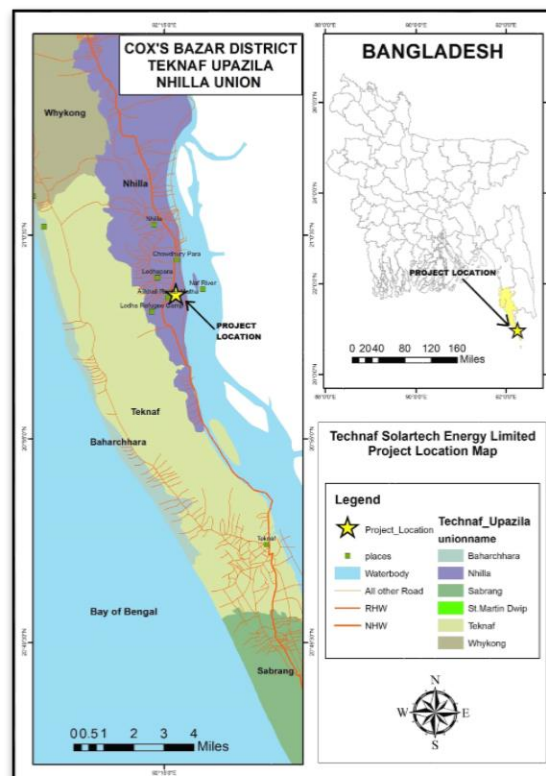 COX'S BAZAR DISTRICT
TEKNAF UPAZILA
NHILLA UNION
Whykong
Nhilla
Nhilla
Chowdhury Para
Ledhapara
Naf River
PROJECT
LOCATION
Teknaf
Baharchhara
Teknaf
Bay of Bengal
Sabrang
0 0.5 1 2 3 4
Miles
BANGLADESH
PROJECT LOCATION
0 20 40 80 120 160
Miles
Technaf Solartech Energy Limited
Project Location Map
Legend
Project_Location
places
Waterbody
All other Road
RHW
NHW
Technaf_Upazila
unionname
Baharchhara
Nhilla
Sabrang
St.Martin Dwip
Teknaf
Whykong
N
W E
S